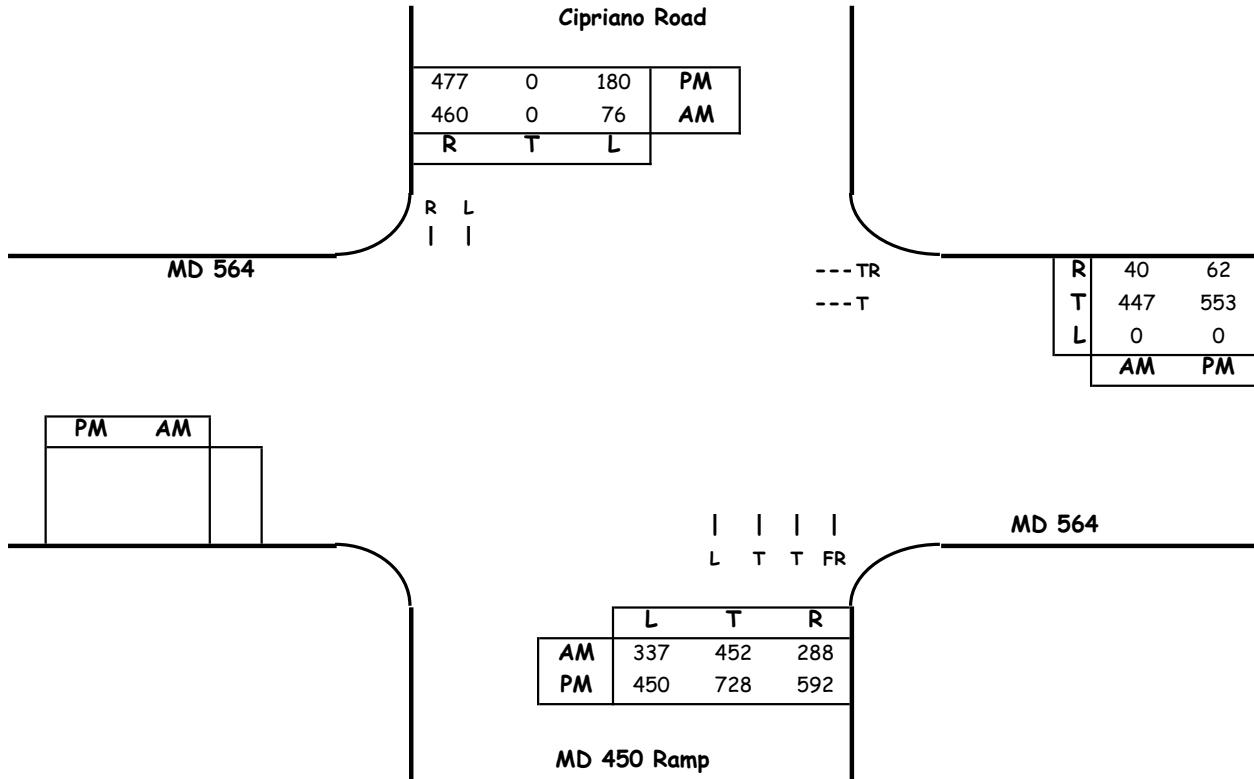 Cipriano Road
477 0 180 PM
460 0 76 AM
R T L
R L
MD 564
---TR
---T
R 40 62
T 447 553
L 0 0
AM PM
PM AM
MD 564
L T T FR
L T R
AM 337 452 288
PM 450 728 592
MD 450 Ramp